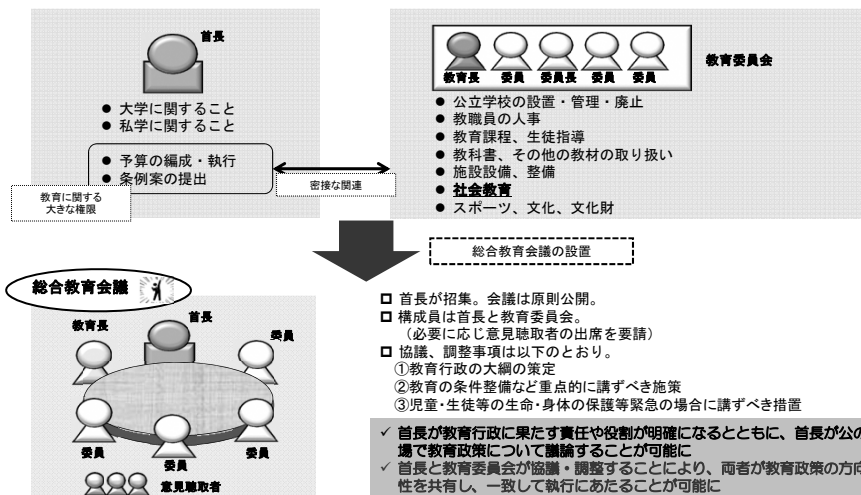 首長
● 大学に関すること
● 私学に関すること
● 予算の編成・執行
● 条例案の提出
教育に関する
大きな権限
密接な関連
教育長 委員 委員長 委員 委員
教育委員会
● 公立学校の設置・管理・廃止
● 教職員の人事
● 教育課程、生徒指導
● 教科書、その他の教材の取り扱い
● 施設設備、整備
● 社会教育
● スポーツ、文化、文化財
総合教育会議の設置
総合教育会議
教育長
首長
委員
委員
委員
委員
意見聴取者
首長が招集。会議は原則公開。
構成員は首長と教育委員会。
（必要に応じ意見聴取者の出席を要請）
協議、調整事項は以下のとおり。
①教育行政の大綱の策定
②教育の条件整備など重点的に講ずべき施策
③児童・生徒等の生命・身体の保護等緊急の場合に講ずべき措置
✓ 首長が教育行政に果たす責任や役割が明確になるとともに、首長が公の
場で教育政策について議論することが可能に
✓ 首長と教育委員会が協議・調整することにより、両者が教育政策の方向
性を共有し、一致して執行にあたることが可能に